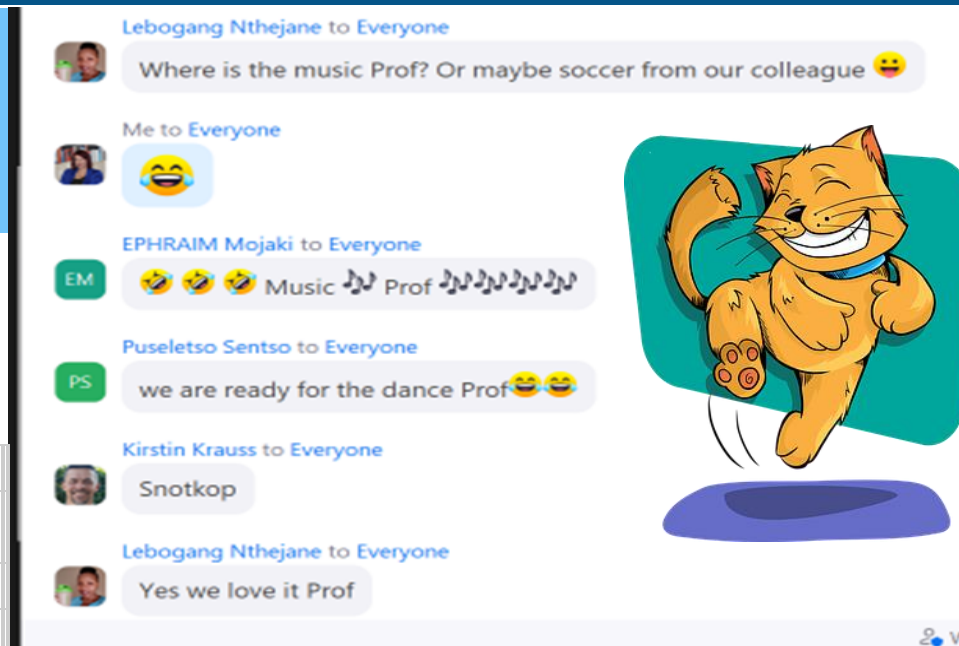 Lebogang Nthejane to Everyone
Where is the music Prof? Or maybe soccer from our colleague 😛
Me to Everyone
😂
EPHRAIM Mojaki to Everyone
EM
🤣 🤣 🤣 Music 🎶 Prof 🎶🎶🎶🎶🎶
Puseletso Sentso to Everyone
PS
we are ready for the dance Prof😂😂
Kirstin Krauss to Everyone
Snotkop
Lebogang Nthejane to Everyone
Yes we love it Prof